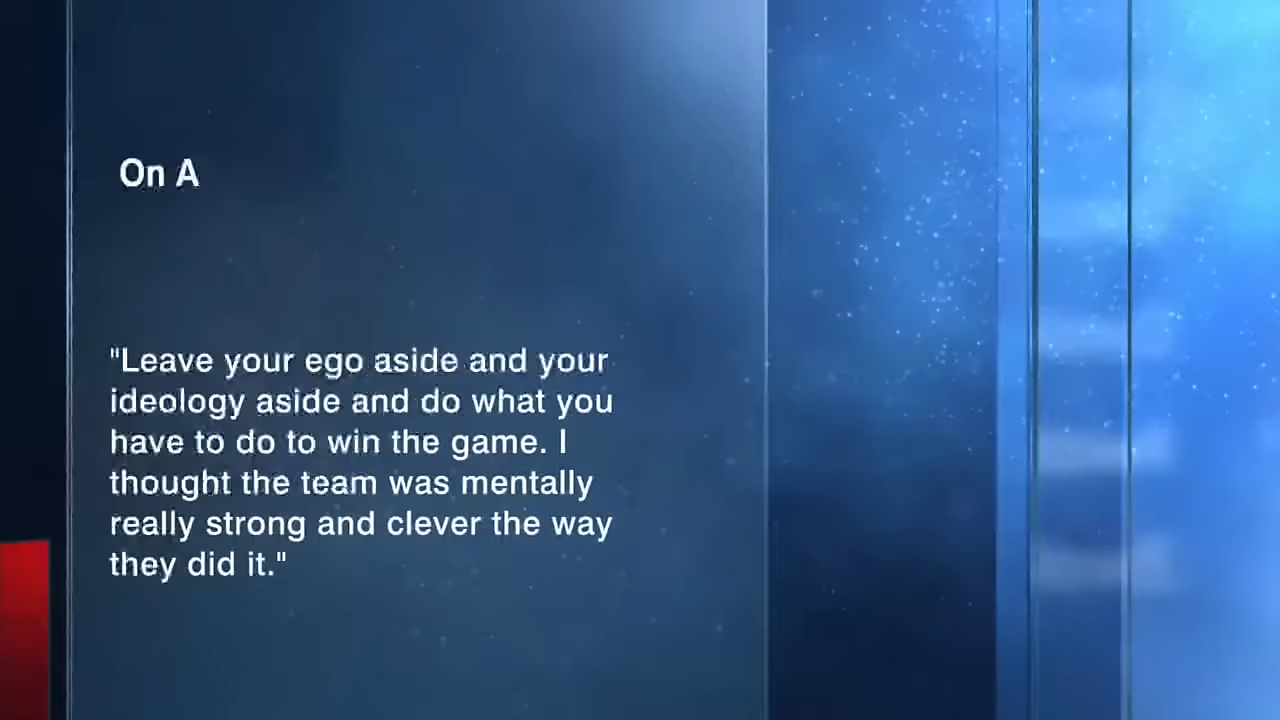 On A
"Leave your ego aside and your
ideology aside and do what you
have to do to win the game. I
thought the team was mentally
really strong and clever the way
they did it."